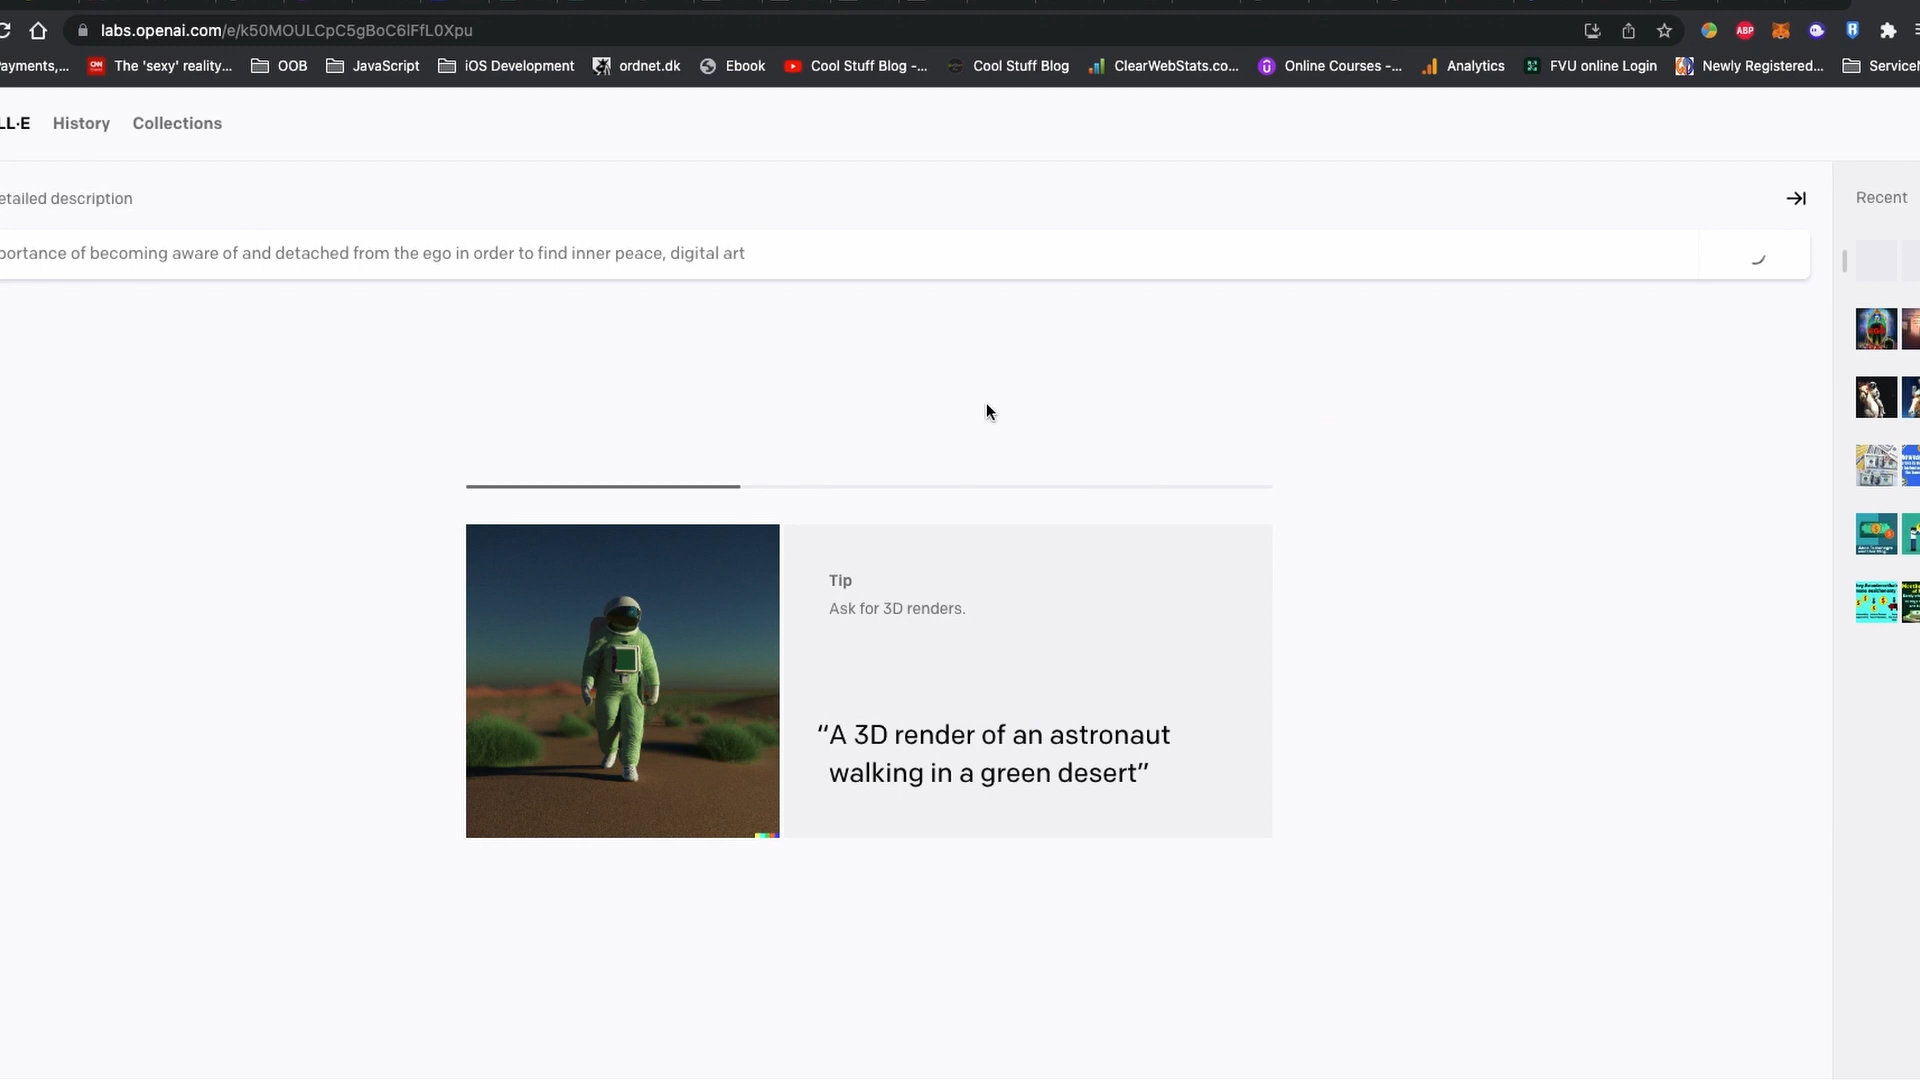 labs.openai.com/e/k50MOULCpC5gBoC6lFfL0Xpu
ayments,... The 'sexy' reality... OOB JavaScript iOS Development ordnet.dk Ebook Cool Stuff Blog -... Cool Stuff Blog ClearWebStats.co... Online Courses -... Analytics FVU online Login Newly Registered... ServiceN
LL·E History Collections
etailed description
Recent
portance of becoming aware of and detached from the ego in order to find inner peace, digital art
Tip
Ask for 3D renders.
“A 3D render of an astronaut
walking in a green desert”